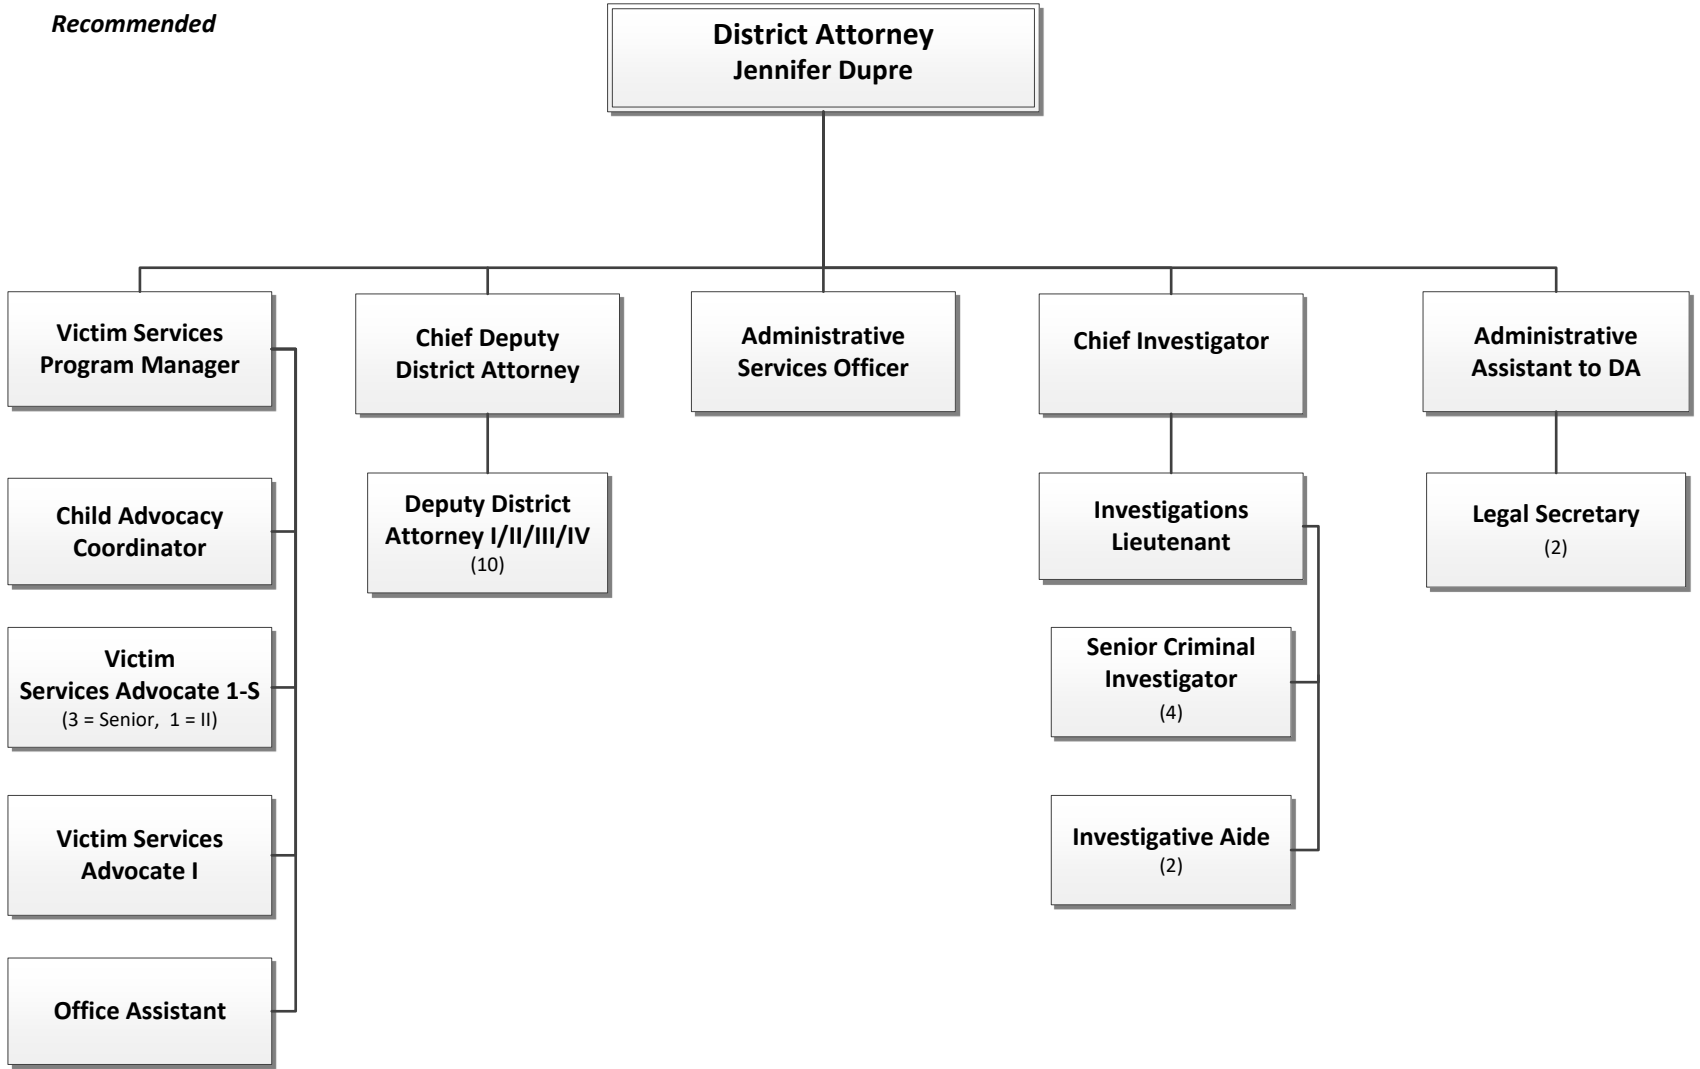 Recommended
District Attorney
Jennifer Dupre
Victim Services
Program Manager
Chief Deputy
District Attorney
Administrative
Services Officer
Chief Investigator
Administrative
Assistant to DA
Child Advocacy
Coordinator
Deputy District
Attorney I/II/III/IV
(10)
Investigations
Lieutenant
Legal Secretary
(2)
Victim
Services Advocate 1-S
(3 = Senior, 1 = II)
Senior Criminal
Investigator
(4)
Victim Services
Advocate I
Investigative Aide
(2)
Office Assistant